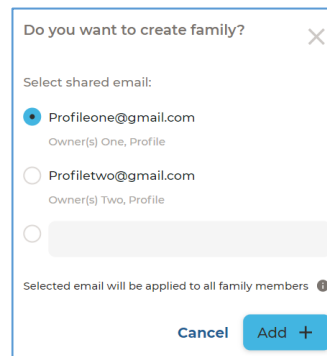 Do you want to create family?
Select shared email:
Profileone@gmail.com
Owner(s) One, Profile
Profiletwo@gmail.com
Owner(s) Two, Profile
Selected email will be applied to all family members
Cancel
Add +